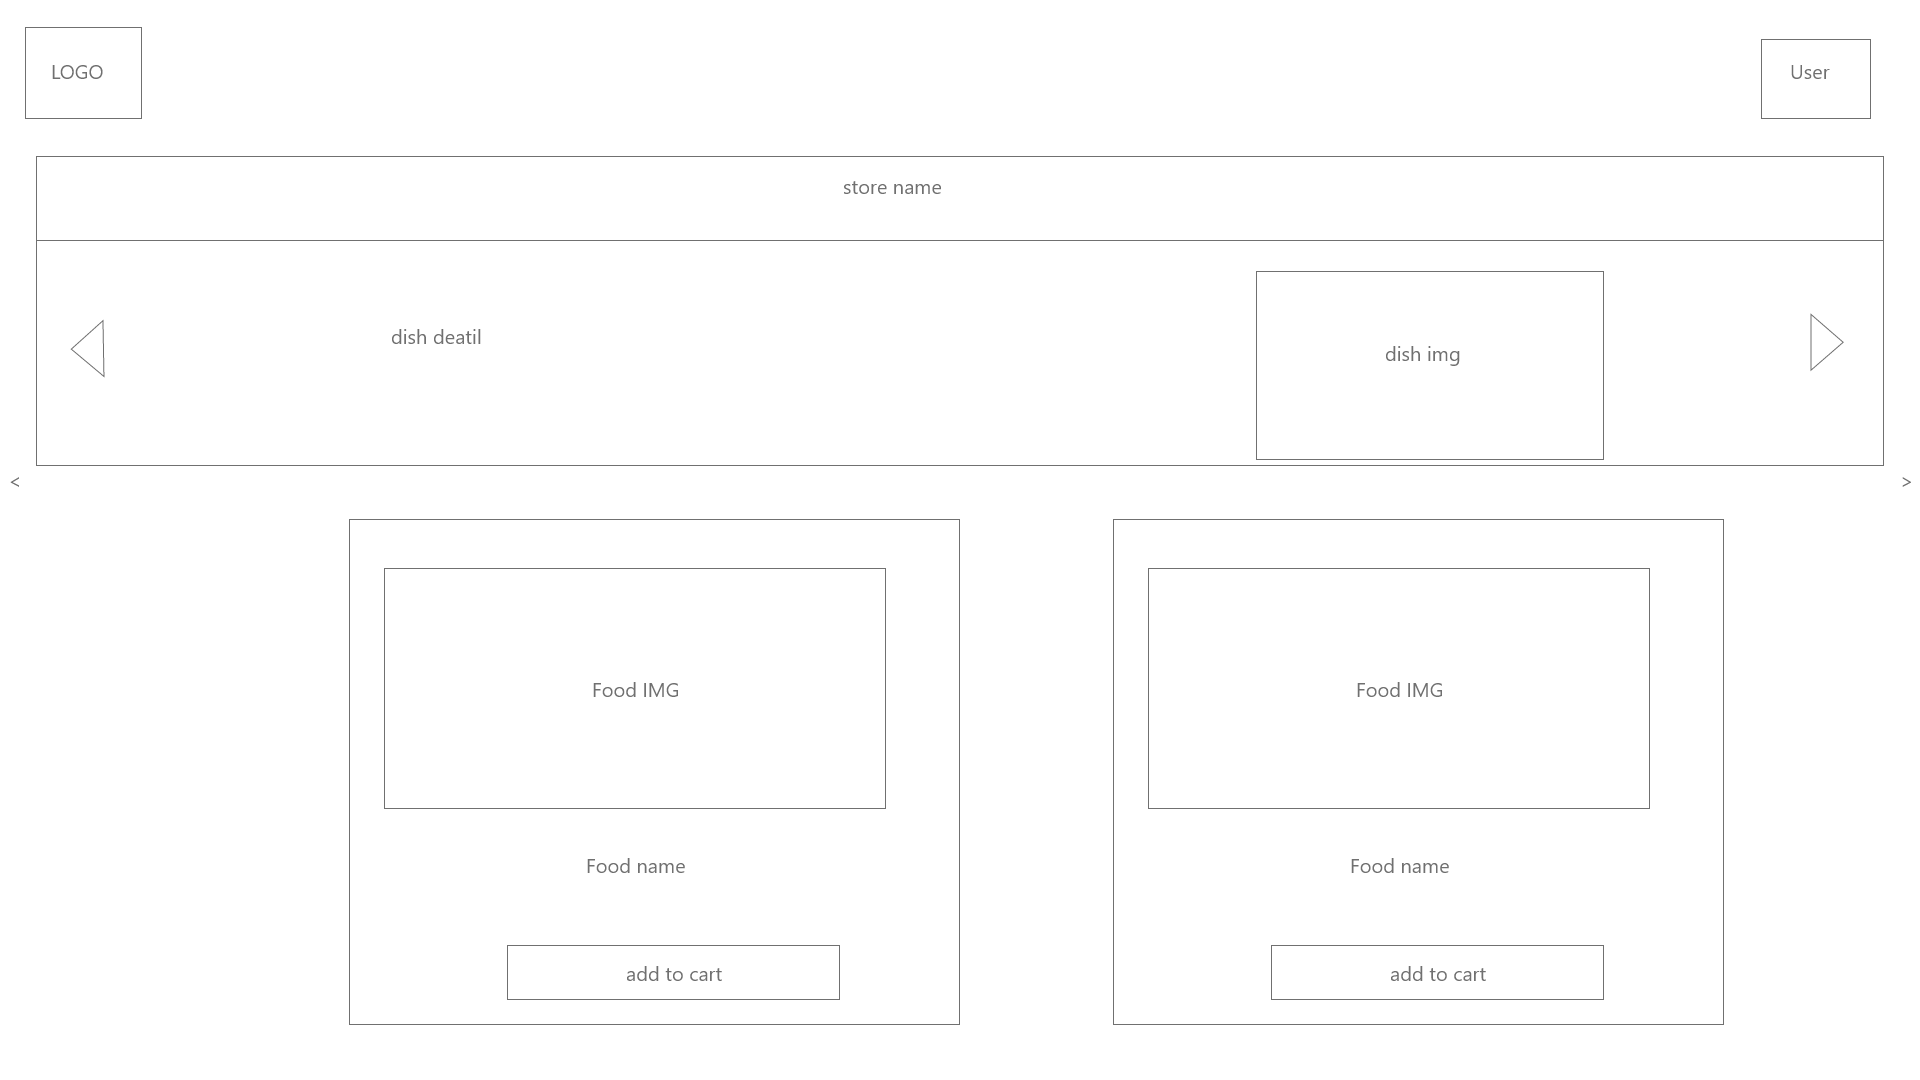 LOGO
User
store name
dish deatil
dish img
<
>
Food IMG
Food IMG
Food name
Food name
add to cart
add to cart